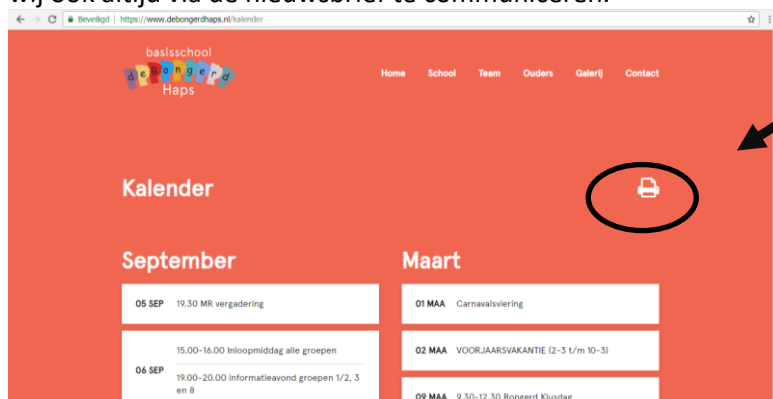 wij ook altijd via de nieuwsbrief te communiceren.
Beveiligd | https://www.debongerdhaps.nl/kalender
basisschool
deBongerd
Haps
Home School Team Ouders Galerij Contact
Kalender
September
05 SEP 19.30 MR vergadering
06 SEP
15.00-16.00 Inloopmiddag alle groepen
19.00-20.00 informatieavond groepen 1/2, 3
en 8
Maart
01 MAA Carnavalsviering
02 MAA VOORJAARSVAKANTIE (2-3 t/m 10-3)
09 MAA 9.30-12.30 Bongerd Klusdag